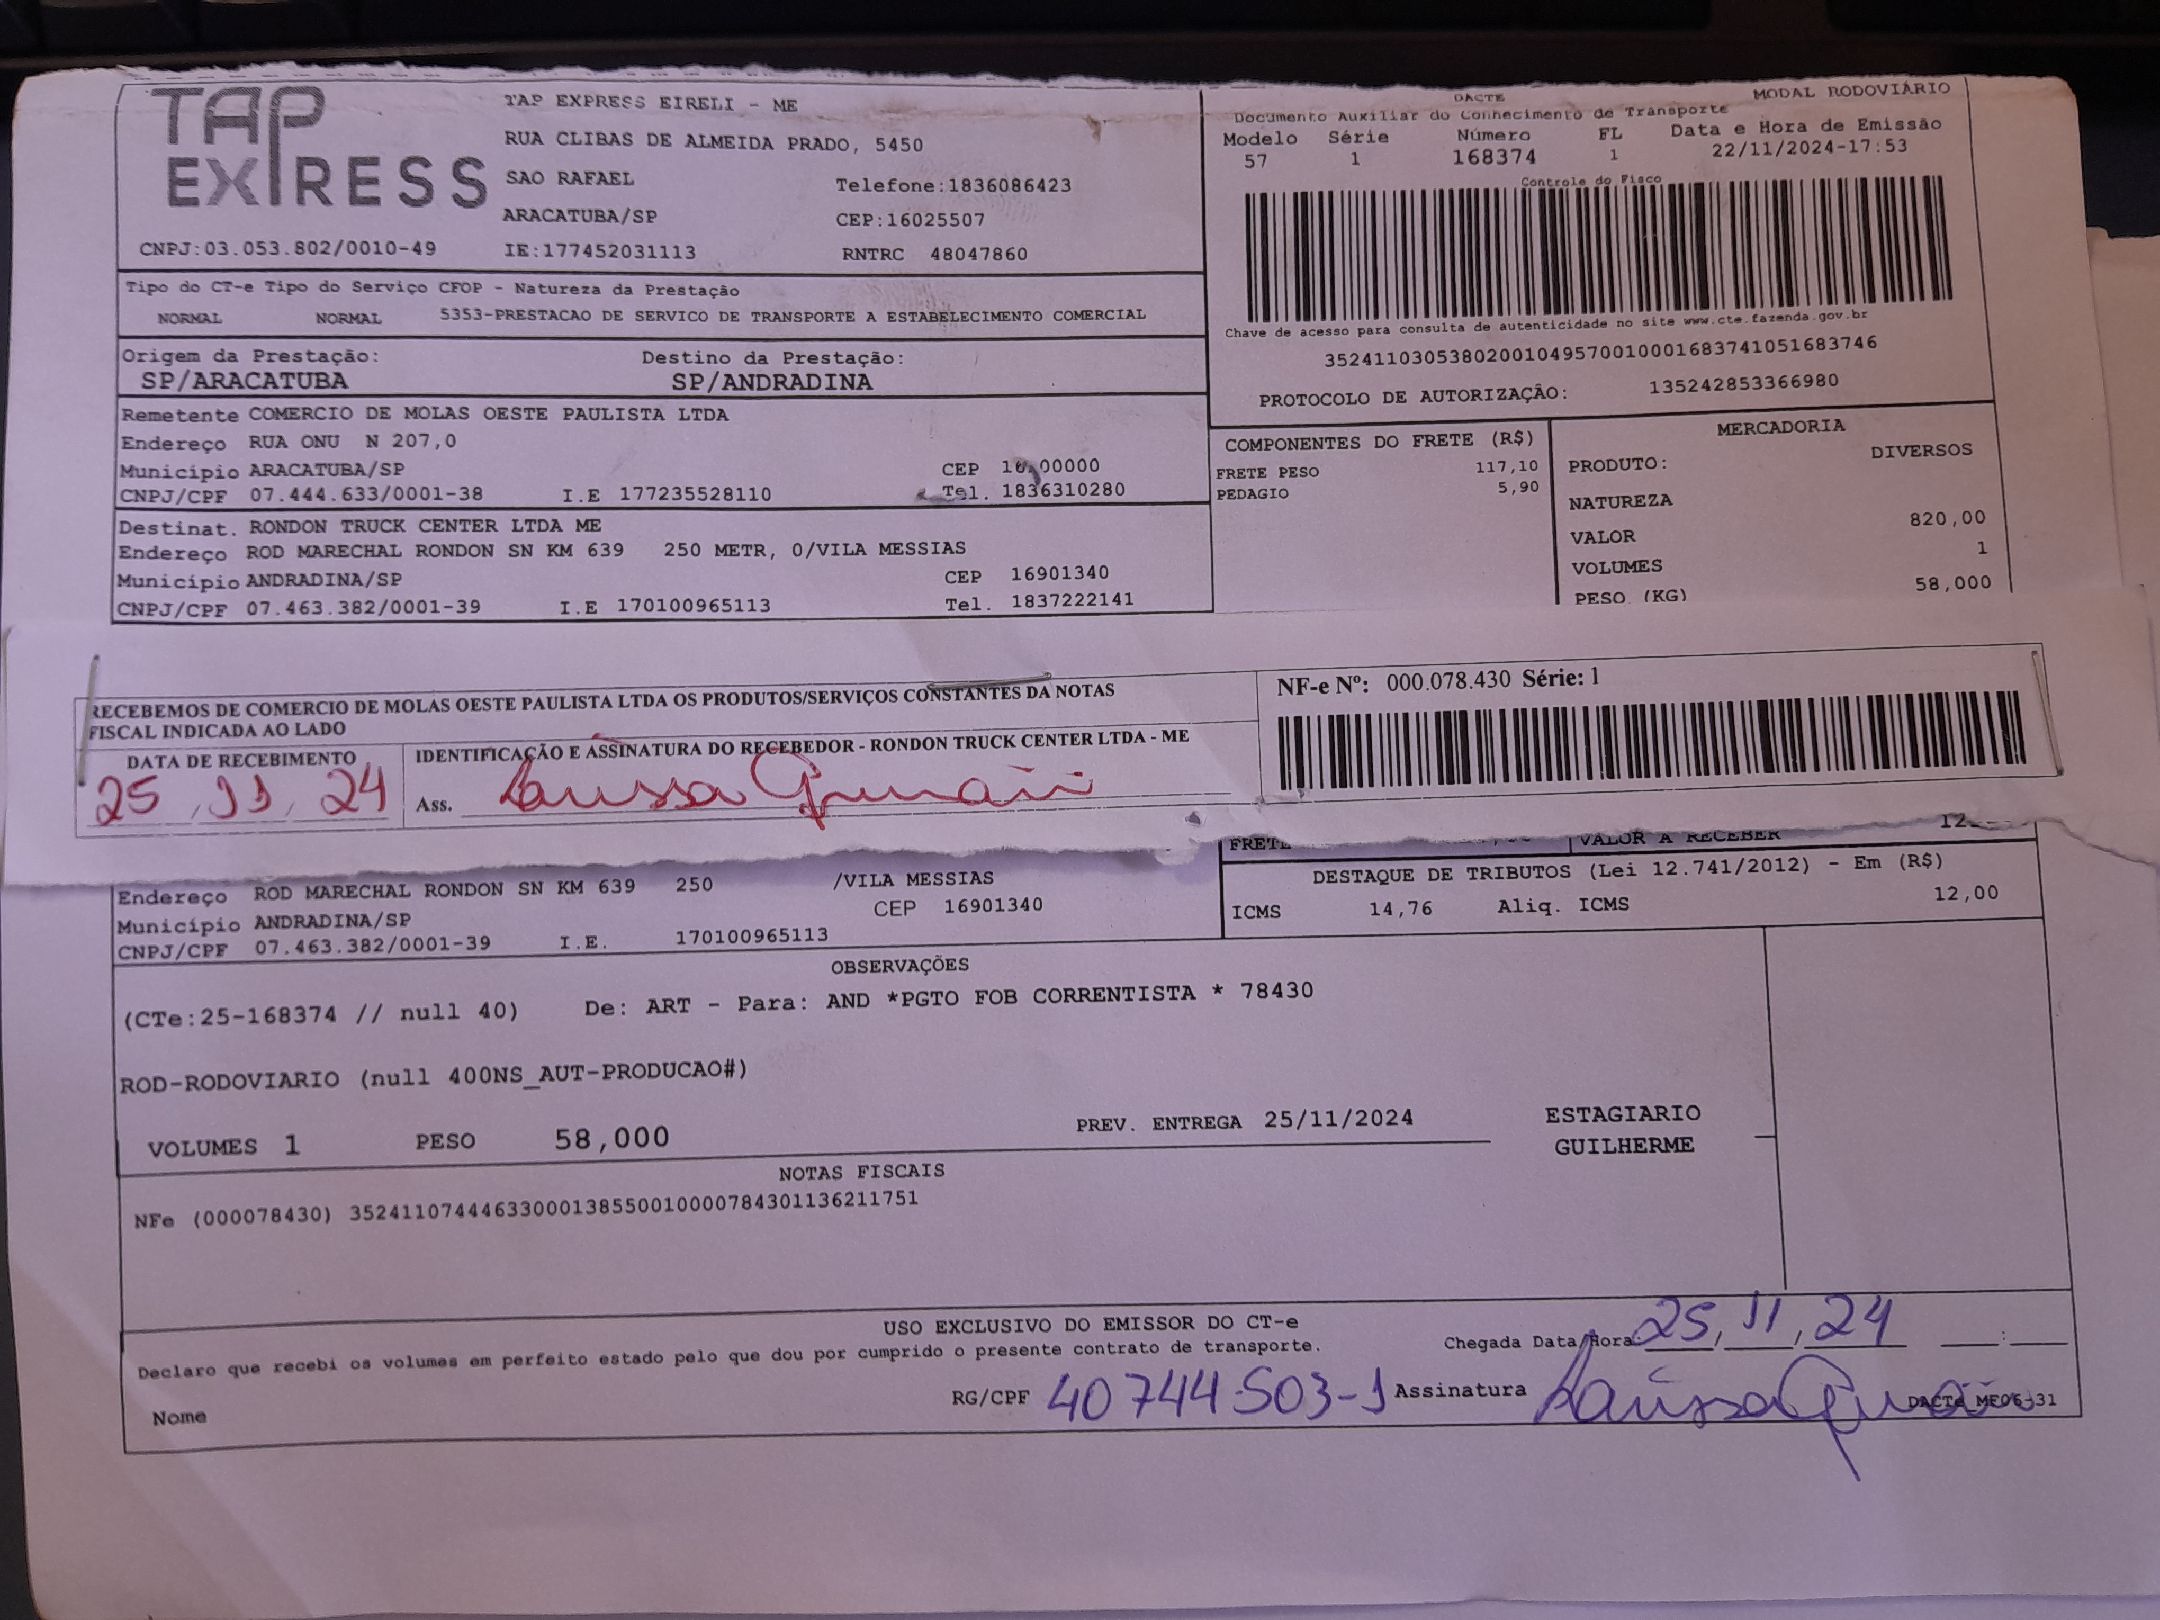 TAP EXPRESS
TAP EXPRESS EIRELI - ME
RUA CLIBAS DE ALMEIDA PRADO, 5450
SAO RAFAEL Telefone:1836086423
ARACATUBA/SP CEP:16025507
CNPJ:03.053.802/0010-49 IE:177452031113 RNTRC 48047860
DACTE MODAL RODOVIÁRIO
Documento Auxiliar do Conhecimento de Transporte
Modelo Série Número FL Data e Hora de Emissão
57 1 168374 1 22/11/2024-17:53
Controle do Fisco
Chave de acesso para consulta de autenticidade no site www.cte.fazenda.gov.br
35241103053802001049570010001683741051683746
PROTOCOLO DE AUTORIZAÇÃO: 135242853366980
Tipo do CT-e Tipo do Serviço CFOP - Natureza da Prestação
NORMAL NORMAL 5353-PRESTACAO DE SERVICO DE TRANSPORTE A ESTABELECIMENTO COMERCIAL
Origem da Prestação: Destino da Prestação:
SP/ARACATUBA SP/ANDRADINA
Remetente COMERCIO DE MOLAS OESTE PAULISTA LTDA
Endereço RUA ONU N 207,0
Município ARACATUBA/SP CEP
CNPJ/CPF 07.444.633/0001-38 I.E 177235528110 Tel. 1836310280
Destinat. RONDON TRUCK CENTER LTDA ME
Endereço ROD MARECHAL RONDON SN KM 639 250 METR, 0/VILA MESSIAS
Município ANDRADINA/SP CEP 16901340
CNPJ/CPF 07.463.382/0001-39 I.E 170100965113 Tel. 1837222141
COMPONENTES DO FRETE (R$)
FRETE PESO 117,10
PEDAGIO 5,90
MERCADORIA
PRODUTO: DIVERSOS
NATUREZA
VALOR 820,00
VOLUMES 1
PESO (KG) 58,000
RECEBEMOS DE COMERCIO DE MOLAS OESTE PAULISTA LTDA OS PRODUTOS/SERVIÇOS CONSTANTES DA NOTAS
FISCAL INDICADA AO LADO
DATA DE RECEBIMENTO IDENTIFICAÇÃO E ASSINATURA DO RECEBEDOR - RONDON TRUCK CENTER LTDA - ME
25 , 11 , 24 Ass. Larissa
NF-e Nº: 000.078.430 Série: 1
FRETE VALOR A RECEBER
DESTAQUE DE TRIBUTOS (Lei 12.741/2012) - Em (R$)
ICMS 14,76 Aliq. ICMS 12,00
Endereço ROD MARECHAL RONDON SN KM 639 250 /VILA MESSIAS
Município ANDRADINA/SP CEP 16901340
CNPJ/CPF 07.463.382/0001-39 I.E. 170100965113
OBSERVAÇÕES
(CTe:25-168374 // null 40) De: ART - Para: AND *PGTO FOB CORRENTISTA * 78430
ROD-RODOVIARIO (null 400NS_AUT-PRODUCAO#)
VOLUMES 1 PESO 58,000 PREV. ENTREGA 25/11/2024 ESTAGIARIO
GUILHERME
NOTAS FISCAIS
NFe (000078430) 35241107444633000138550010000784301136211751
USO EXCLUSIVO DO EMISSOR DO CT-e
Declaro que recebi os volumes em perfeito estado pelo que dou por cumprido o presente contrato de transporte.
Chegada Data/Hora 25, 11, 24 :
Nome RG/CPF 40744503-1 Assinatura Larissa DACTe_ME06-31